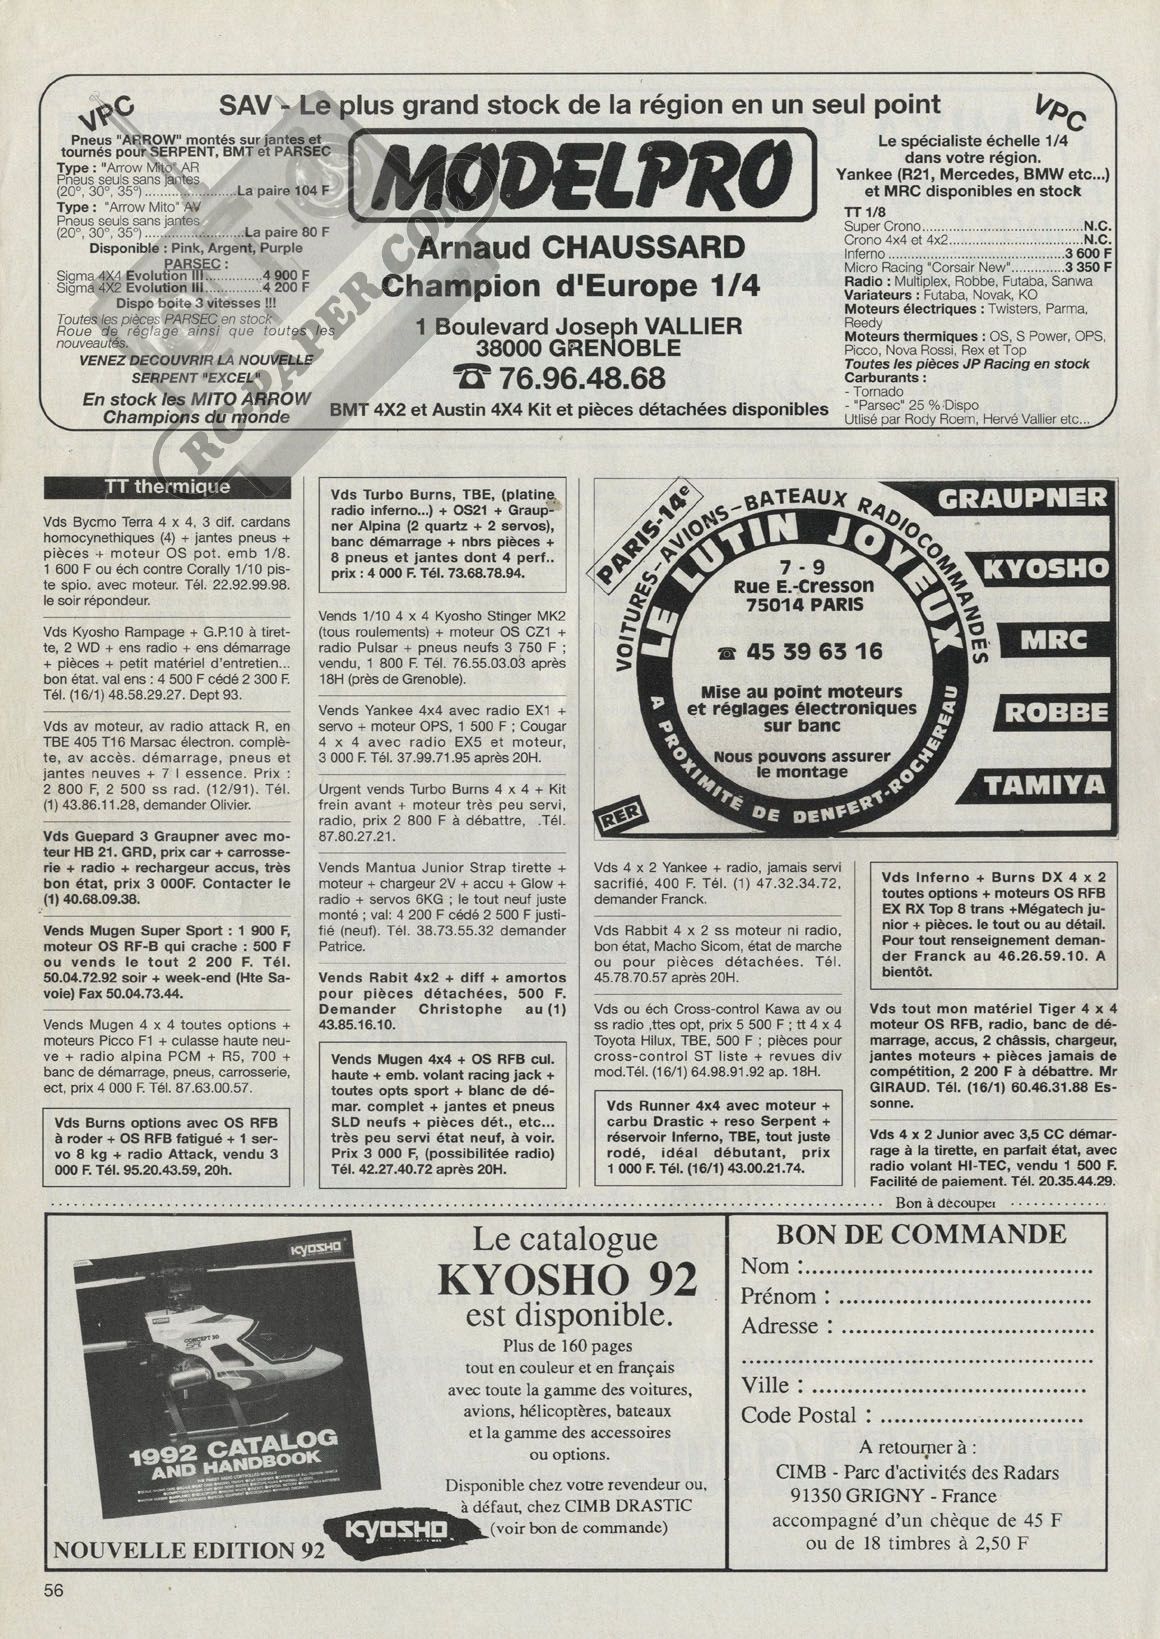 VPC
SAV - Le plus grand stock de la région en un seul point
VPC
Pneus "ARROW" montés sur jantes et
tournés pour SERPENT, BMT et PARSEC
Type : "Arrow Mito" AR
Pneus seuls sans jantes
(20°, 30°, 35°).....................La paire 104 F
Type : "Arrow Mito" AV
Pneus seuls sans jantes
(20°, 30°, 35°).......................La paire 80 F
Disponible : Pink, Argent, Purple
PARSEC :
Sigma 4X4 Evolution III..............4 900 F
Sigma 4X2 Evolution III..............4 200 F
Dispo boite 3 vitesses !!!
Toutes les pièces PARSEC en stock
Roue de réglage ainsi que toutes les
nouveautés.
VENEZ DECOUVRIR LA NOUVELLE
SERPENT "EXCEL"
En stock les MITO ARROW
Champions du monde
MODELPRO
Arnaud CHAUSSARD
Champion d'Europe 1/4
1 Boulevard Joseph VALLIER
38000 GRENOBLE
☎ 76.96.48.68
BMT 4X2 et Austin 4X4 Kit et pièces détachées disponibles
Le spécialiste échelle 1/4
dans votre région.
Yankee (R21, Mercedes, BMW etc...)
et MRC disponibles en stock
TT 1/8
Super Crono.......................................N.C.
Crono 4x4 et 4x2.................................N.C.
Inferno..........................................3 600 F
Micro Racing "Corsair New"............3 350 F
Radio : Multiplex, Robbe, Futaba, Sanwa
Variateurs : Futaba, Novak, KO
Moteurs électriques : Twisters, Parma,
Reedy
Moteurs thermiques : OS, S Power, OPS,
Picco, Nova Rossi, Rex et Top
Toutes les pièces JP Racing en stock
Carburants :
- Tornado
- "Parsec" 25 % Dispo
Utilisé par Rody Roem, Hervé Vallier etc...
RC-PAPER.COM
TT thermique
Vds Bycmo Terra 4 x 4, 3 dif. cardans
homocynethiques (4) + jantes pneus +
pièces + moteur OS pot. emb 1/8.
1 600 F ou éch contre Corally 1/10 pis-
te spio. avec moteur. Tél. 22.92.99.98.
le soir répondeur.
Vds Kyosho Rampage + G.P.10 à tiret-
te, 2 WD + ens radio + ens démarrage
+ pièces + petit matériel d'entretien...
bon état. val ens : 4 500 F cédé 2 300 F.
Tél. (16/1) 48.58.29.27. Dept 93.
Vds av moteur, av radio attack R, en
TBE 405 T16 Marsac électron. complè-
te, av accès. démarrage, pneus et
jantes neuves + 7 l essence. Prix :
2 800 F, 2 500 ss rad. (12/91). Tél.
(1) 43.86.11.28, demander Olivier.
Vds Guepard 3 Graupner avec mo-
teur HB 21. GRD, prix car + carrosse-
rie + radio + rechargeur accus, très
bon état, prix 3 000F. Contacter le
(1) 40.68.09.38.
Vends Mugen Super Sport : 1 900 F,
moteur OS RF-B qui crache : 500 F
ou vends le tout 2 200 F. Tél.
50.04.72.92 soir + week-end (Hte Sa-
voie) Fax 50.04.73.44.
Vends Mugen 4 x 4 toutes options +
moteurs Picco F1 + culasse haute neu-
ve + radio alpina PCM + R5, 700 +
banc de démarrage, pneus, carrosserie,
ect, prix 4 000 F. Tél. 87.63.00.57.
Vds Burns options avec OS RFB
à roder + OS RFB fatigué + 1 ser-
vo 8 kg + radio Attack, vendu 3
000 F. Tél. 95.20.43.59, 20h.
Vds Turbo Burns, TBE, (platine
radio inferno...) + OS21 + Graup-
ner Alpina (2 quartz + 2 servos),
banc démarrage + nbrs pièces +
8 pneus et jantes dont 4 perf..
prix : 4 000 F. Tél. 73.68.78.94.
Vends 1/10 4 x 4 Kyosho Stinger MK2
(tous roulements) + moteur OS CZ1 +
radio Pulsar + pneus neufs 3 750 F ;
vendu, 1 800 F. Tél. 76.55.03.03 après
18H (près de Grenoble).
Vends Yankee 4x4 avec radio EX1 +
servo + moteur OPS, 1 500 F ; Cougar
4 x 4 avec radio EX5 et moteur,
3 000 F. Tél. 37.99.71.95 après 20H.
Urgent vends Turbo Burns 4 x 4 + Kit
frein avant + moteur très peu servi,
radio, prix 2 800 F à débattre, .Tél.
87.80.27.21.
Vends Mantua Junior Strap tirette +
moteur + chargeur 2V + accu + Glow +
radio + servos 6KG ; le tout neuf juste
monté ; val: 4 200 F cédé 2 500 F justi-
fié (neuf). Tél. 38.73.55.32 demander
Patrice.
Vends Rabit 4x2 + diff + amortos
pour pièces détachées, 500 F.
Demander Christophe au (1)
43.85.16.10.
Vends Mugen 4x4 + OS RFB cul.
haute + emb. volant racing jack +
toutes opts sport + blanc de dé-
mar. complet + jantes et pneus
SLD neufs + pièces dét., etc...
très peu servi état neuf, à voir.
Prix 3 000 F, (possibilitée radio)
Tél. 42.27.40.72 après 20H.
PARIS-14e
VOITURES-AVIONS-BATEAUX RADIOCOMMANDÉS
LE LUTIN JOYEUX
7 - 9
Rue E.-Cresson
75014 PARIS
☎ 45 39 63 16
Mise au point moteurs
et réglages électroniques
sur banc
Nous pouvons assurer
le montage
A PROXIMITÉ DE DENFERT-ROCHEREAU
RER
GRAUPNER
KYOSHO
MRC
ROBBE
TAMIYA
Vds 4 x 2 Yankee + radio, jamais servi
sacrifié, 400 F. Tél. (1) 47.32.34.72,
demander Franck.
Vds Rabbit 4 x 2 ss moteur ni radio,
bon état, Macho Sicom, état de marche
ou pour pièces détachées. Tél.
45.78.70.57 après 20H.
Vds ou éch Cross-control Kawa av ou
ss radio ,ttes opt, prix 5 500 F ; tt 4 x 4
Toyota Hilux, TBE, 500 F ; pièces pour
cross-control ST liste + revues div
mod.Tél. (16/1) 64.98.91.92 ap. 18H.
Vds Runner 4x4 avec moteur +
carbu Drastic + reso Serpent +
réservoir Inferno, TBE, tout juste
rodé, idéal débutant, prix
1 000 F. Tél. (16/1) 43.00.21.74.
Vds Inferno + Burns DX 4 x 2
toutes options + moteurs OS RFB
EX RX Top 8 trans +Mégatech ju-
nior + pièces. le tout ou au détail.
Pour tout renseignement deman-
der Franck au 46.26.59.10. A
bientôt.
Vds tout mon matériel Tiger 4 x 4
moteur OS RFB, radio, banc de dé-
marrage, accus, 2 châssis, chargeur,
jantes moteurs + pièces jamais de
compétition, 2 200 F à débattre. Mr
GIRAUD. Tél. (16/1) 60.46.31.88 Es-
sonne.
Vds 4 x 2 Junior avec 3,5 CC démar-
rage à la tirette, en parfait état, avec
radio volant HI-TEC, vendu 1 500 F.
Facilité de paiement. Tél. 20.35.44.29.
Bon à découper
KYOSHO
CONCEPT 30
1992 CATALOG
AND HANDBOOK
NOUVELLE EDITION 92
Le catalogue
KYOSHO 92
est disponible.
Plus de 160 pages
tout en couleur et en français
avec toute la gamme des voitures,
avions, hélicoptères, bateaux
et la gamme des accessoires
ou options.
Disponible chez votre revendeur ou,
à défaut, chez CIMB DRASTIC
(voir bon de commande)
KYOSHO
BON DE COMMANDE
Nom :..........................................
Prénom : .....................................
Adresse : .....................................
...................................................
Ville : ........................................
Code Postal : .............................
A retourner à :
CIMB - Parc d'activités des Radars
91350 GRIGNY - France
accompagné d'un chèque de 45 F
ou de 18 timbres à 2,50 F
56